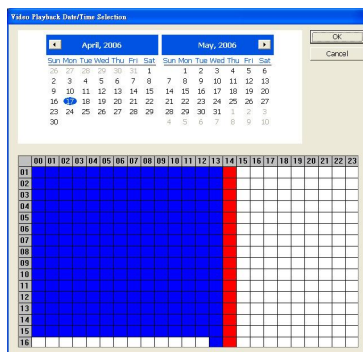 Video Playback Date/Time Selection
OK
Cancel
April, 2006
May, 2006
Sun Mon Tue Wed Thu Fri Sat
Sun Mon Tue Wed Thu Fri Sat
26 27 28 29 30 31 1
1 2 3 4 5 6
2 3 4 5 6 7 8
7 8 9 10 11 12 13
9 10 11 12 13 14 15
14 15 16 17 18 19 20
16 17 18 19 20 21 22
21 22 23 24 25 26 27
23 24 25 26 27 28 29
28 29 30 31 1 2 3
30
4 5 6 7 8 9 10
00 01 02 03 04 05 06 07 08 09 10 11 12 13 14 15 16 17 18 19 20 21 22 23
01
02
03
04
05
06
07
08
09
10
11
12
13
14
15
16